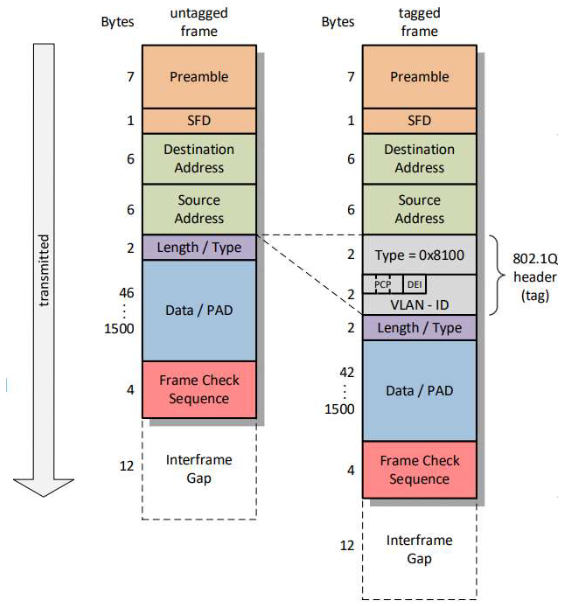 Bytes
untagged
frame
7
Preamble
1
SFD
6
Destination
Address
6
Source
Address
2
Length / Type
46
1500
Data / PAD
4
Frame Check
Sequence
12
Interframe
Gap
transmitted
Bytes
tagged
frame
7
Preamble
1
SFD
6
Destination
Address
6
Source
Address
2
Type = 0x8100
2
PCP
DEI
VLAN - ID
802.1Q
header
(tag)
2
Length / Type
42
1500
Data / PAD
4
Frame Check
Sequence
12
Interframe
Gap